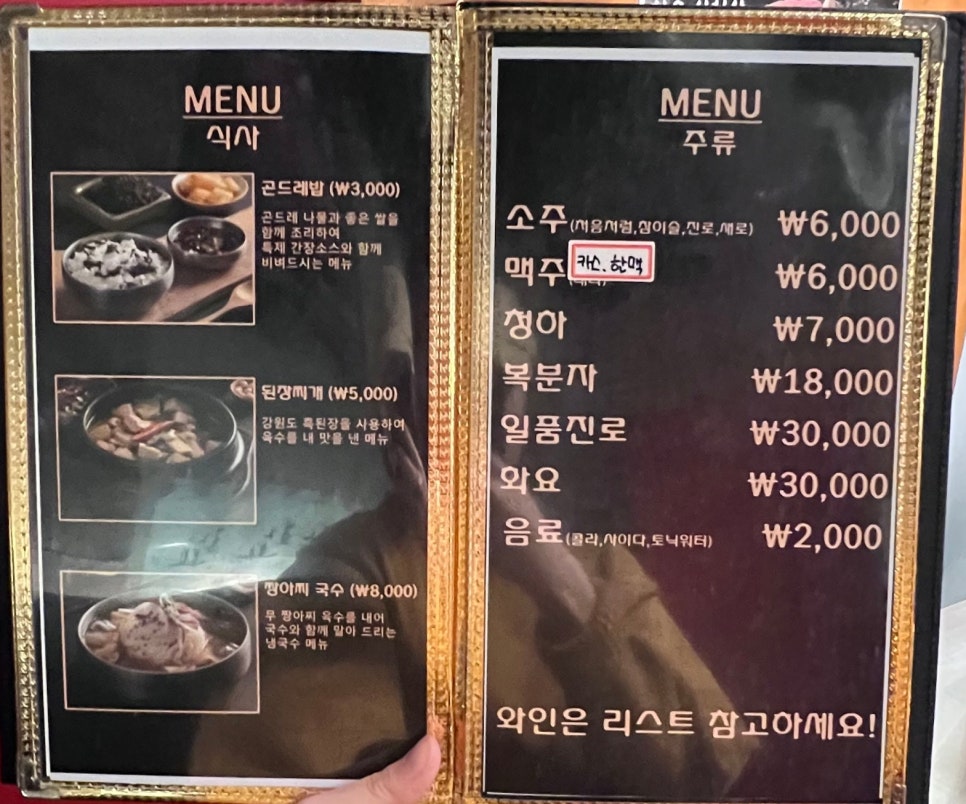 MENU
식사
곤드레밥 (₩3,000)
곤드레 나물과 좋은 쌀을
함께 조리하여
특제 간장소스와 함께
비벼드시는 메뉴
된장찌개 (₩5,000)
강원도 흑된장을 사용하여
육수를 내 맛을 낸 메뉴
짱아찌 국수 (₩8,000)
무 짱아찌 육수를 내어
국수와 함께 말아 드리는
냉국수 메뉴
MENU
주류
소주(처음처럼,참이슬,진로,새로) ₩6,000
맥주 카스, 한맥 ₩6,000
청하 ₩7,000
복분자 ₩18,000
일품진로 ₩30,000
화요 ₩30,000
음료(콜라,사이다,토닉워터) ₩2,000
와인은 리스트 참고하세요!